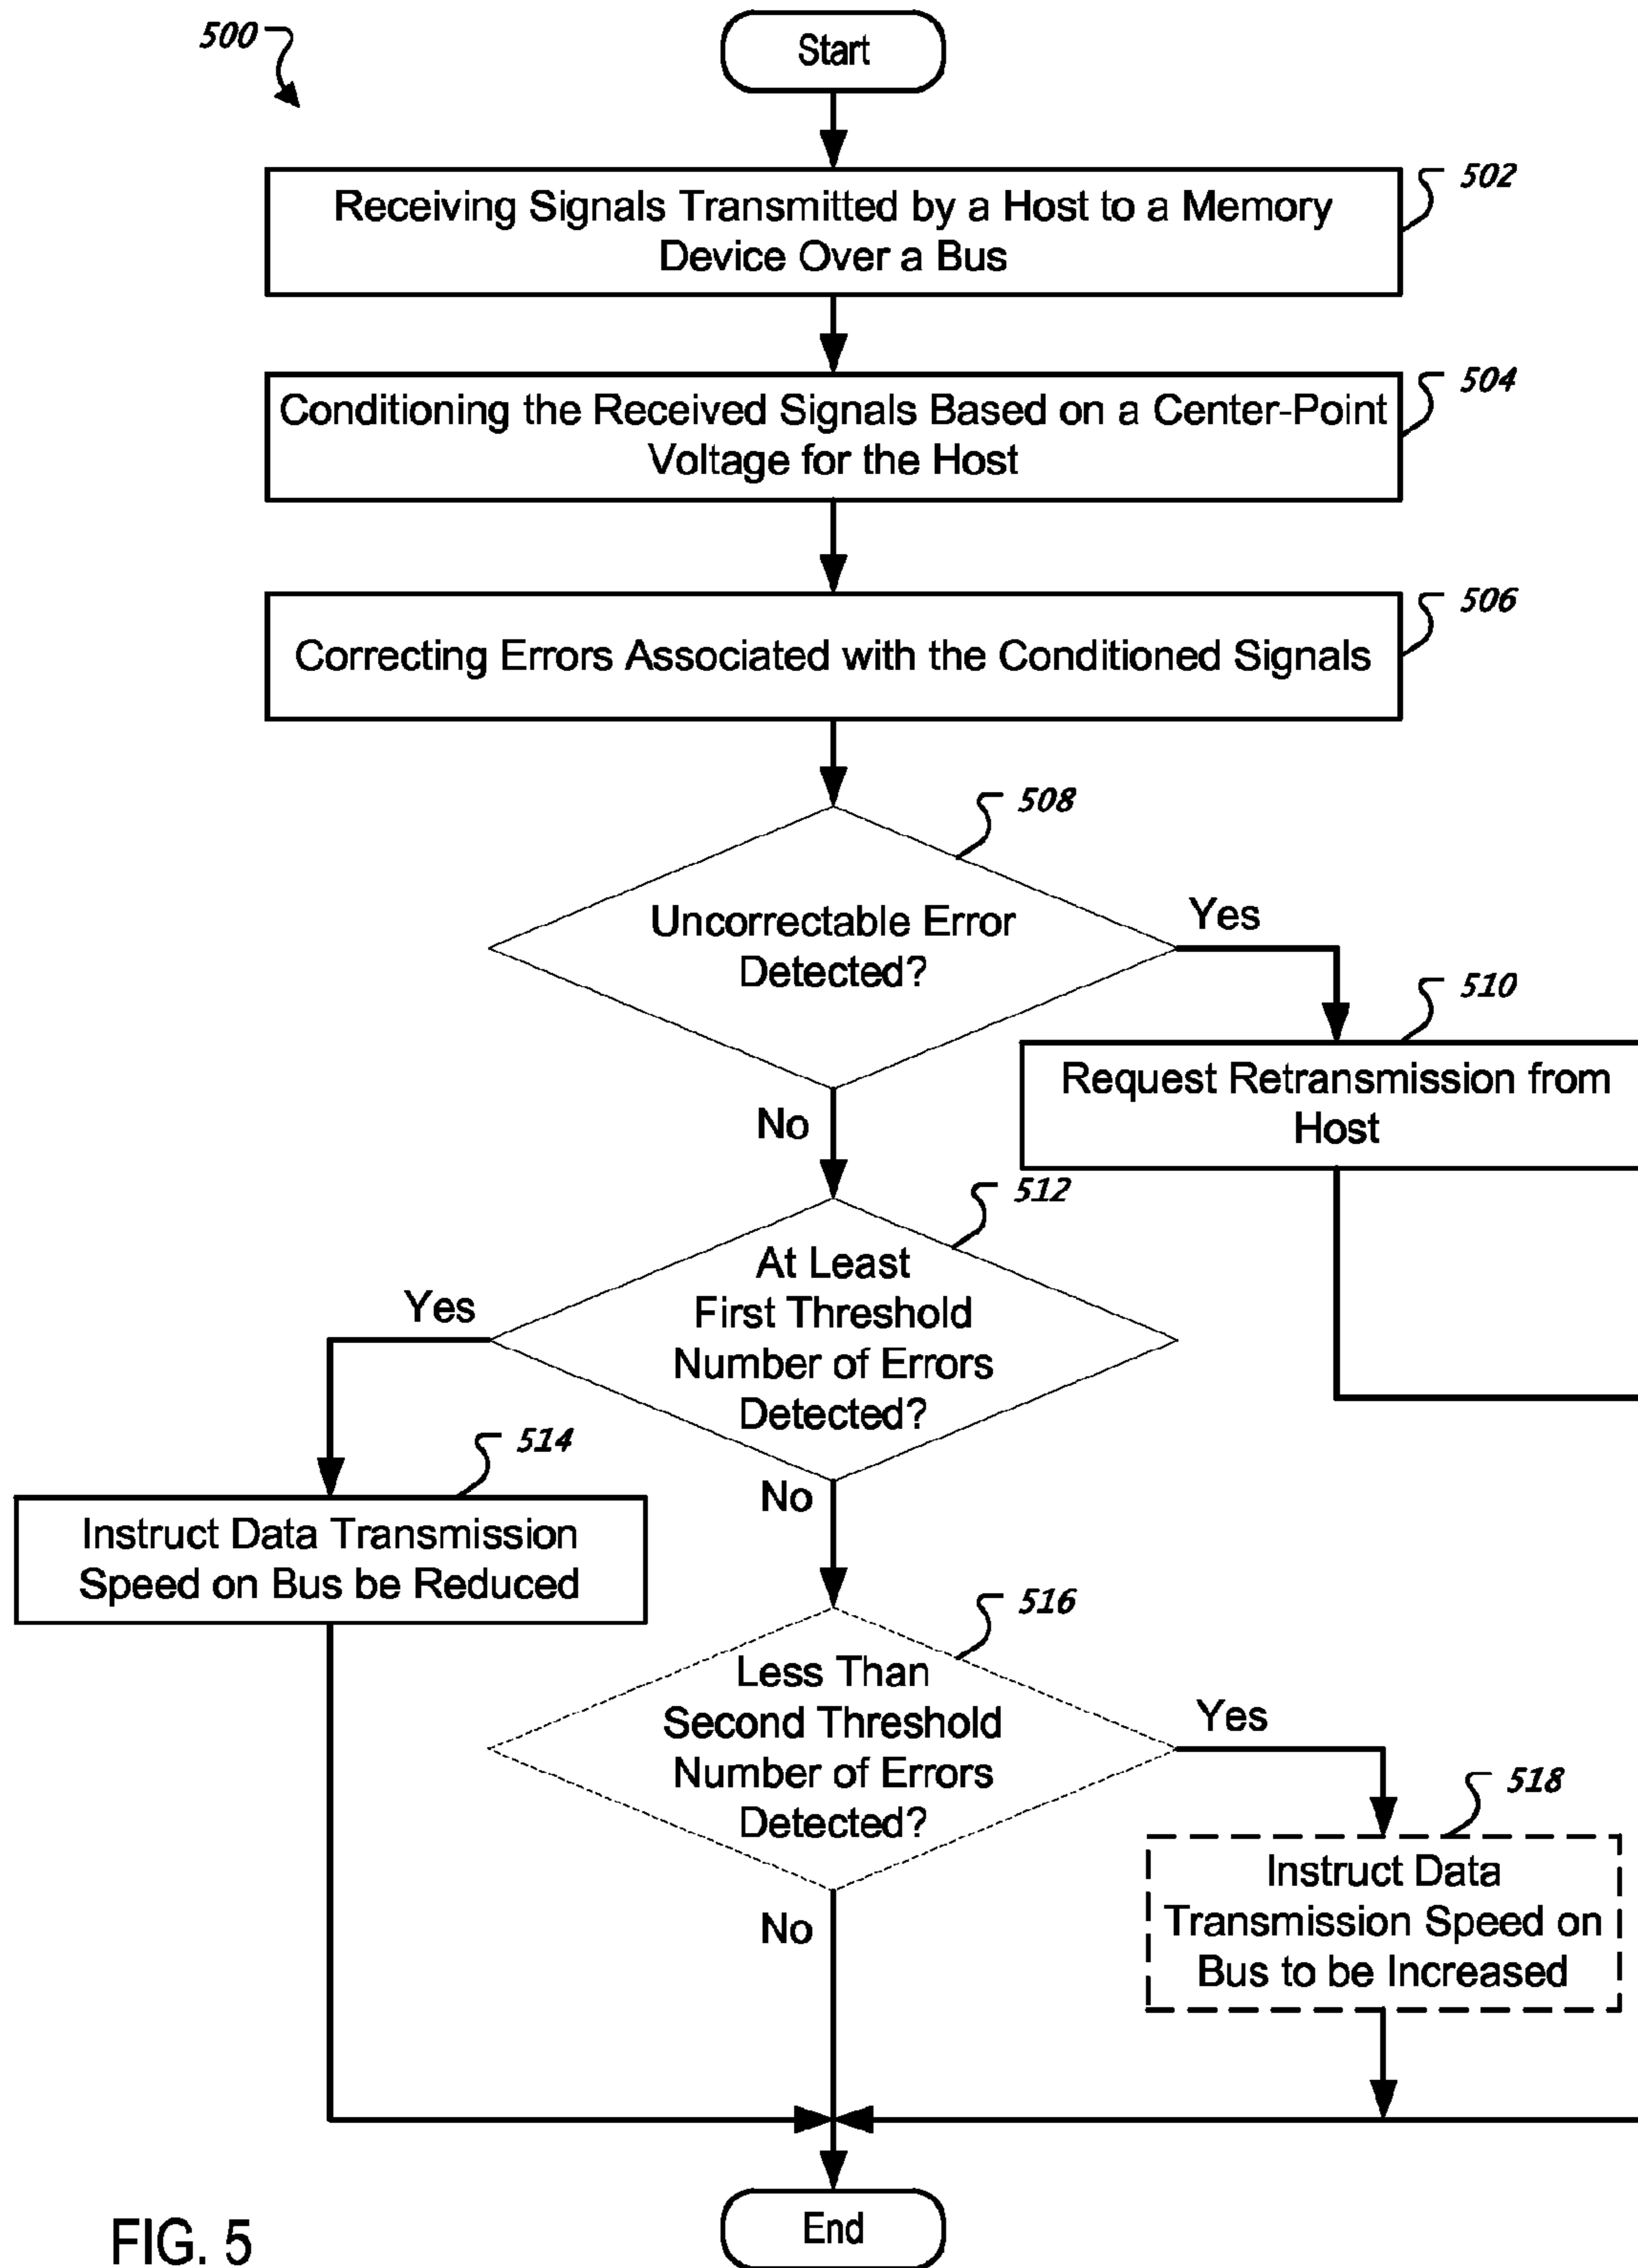 500
Start
502
Receiving Signals Transmitted by a Host to a Memory
Device Over a Bus
504
Conditioning the Received Signals Based on a Center-Point
Voltage for the Host
506
Correcting Errors Associated with the Conditioned Signals
508
Uncorrectable Error
Detected?
Yes
510
Request Retransmission from
Host
No
512
At Least
First Threshold
Number of Errors
Detected?
Yes
514
Instruct Data Transmission
Speed on Bus be Reduced
No
516
Less Than
Second Threshold
Number of Errors
Detected?
Yes
518
Instruct Data
Transmission Speed on
Bus to be Increased
No
End
FIG. 5